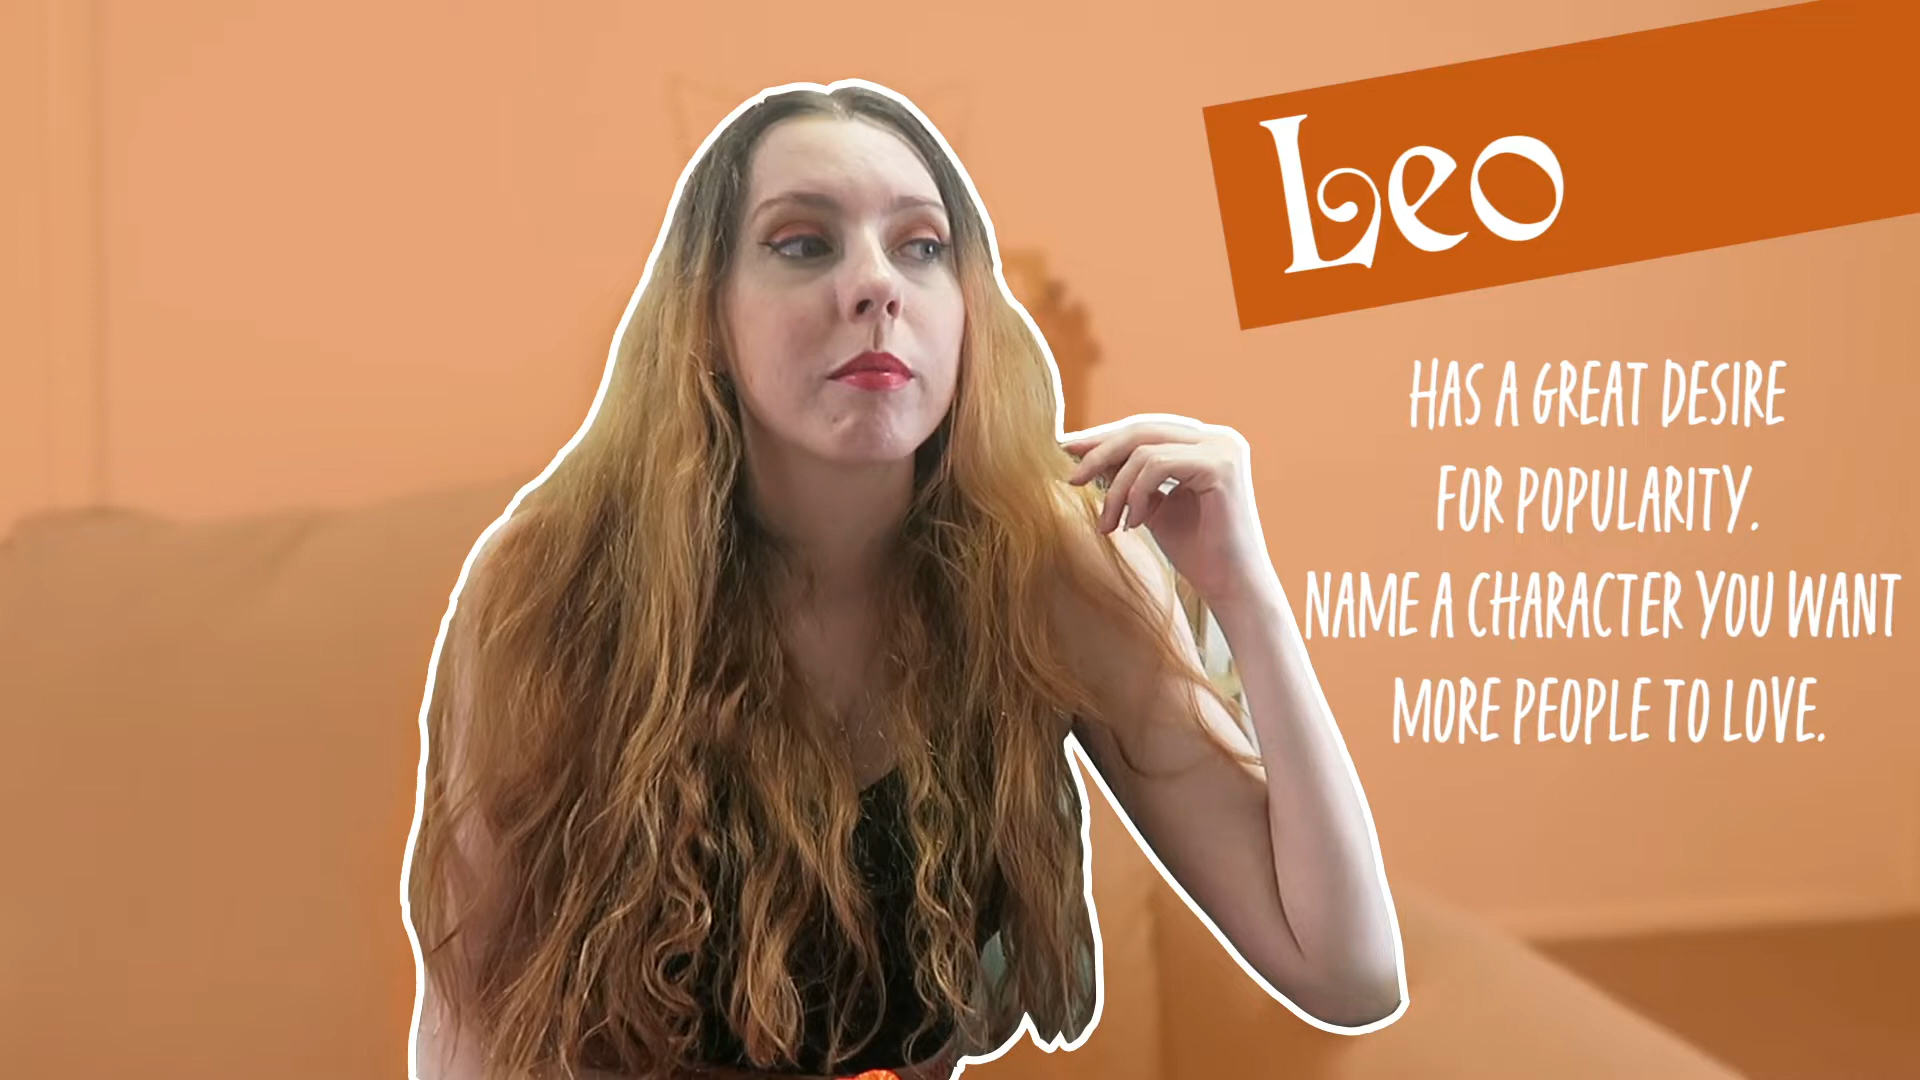 Leo
HAS A GREAT DESIRE
FOR POPULARITY.
NAME A CHARACTER YOU WANT
MORE PEOPLE TO LOVE.